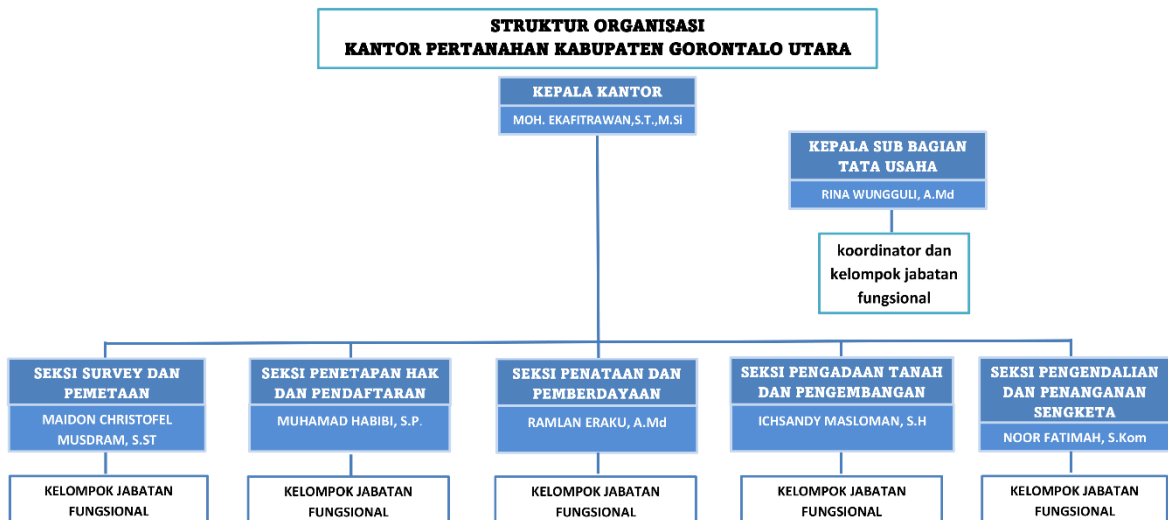 STRUKTUR ORGANISASI
KANTOR PERTANAHAN KABUPATEN GORONTALO UTARA
KEPALA KANTOR
MOH. EKAFITRAWAN,S.T.,M.Si
KEPALA SUB BAGIAN
TATA USAHA
RINA WUNGGULI, A.Md
koordinator dan
kelompok jabatan
fungsional
SEKSI SURVEY DAN
PEMETAAN
MAIDON CHRISTOFEL
MUSDRAM, S.ST
KELOMPOK JABATAN
FUNGSIONAL
SEKSI PENETAPAN HAK
DAN PENDAFTARAN
MUHAMAD HABIBI, S.P.
KELOMPOK JABATAN
FUNGSIONAL
SEKSI PENATAAN DAN
PEMBERDAYAAN
RAMLAN ERAKU, A.Md
KELOMPOK JABATAN
FUNGSIONAL
SEKSI PENGADAAN TANAH
DAN PENGEMBANGAN
ICHSANDY MASLOMAN, S.H
KELOMPOK JABATAN
FUNGSIONAL
SEKSI PENGENDALIAN
DAN PENANGANAN
SENGKETA
NOOR FATIMAH, S.Kom
KELOMPOK JABATAN
FUNGSIONAL